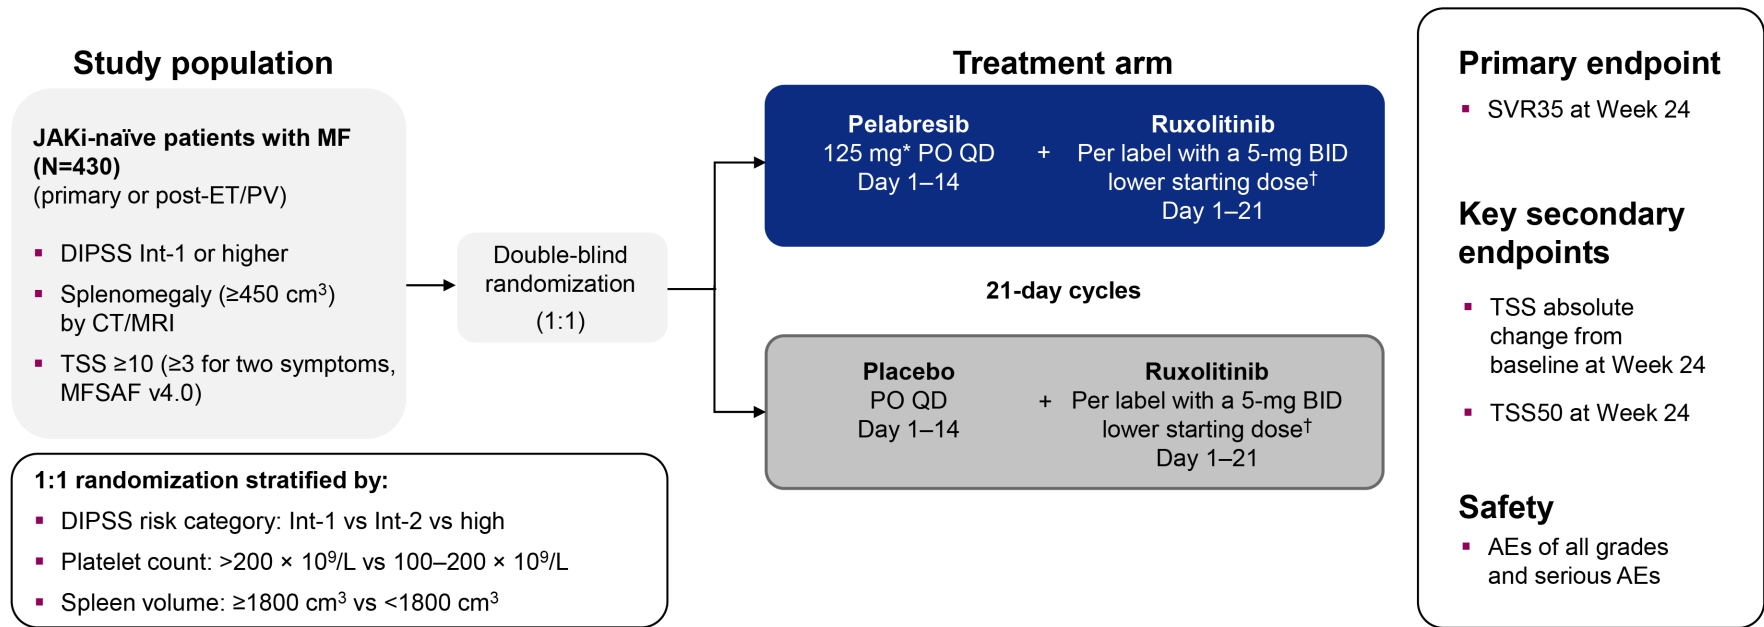 Study population
JAKi-naïve patients with MF
(N=430)
(primary or post-ET/PV)
▪ DIPSS Int-1 or higher
▪ Splenomegaly (≥450 cm³)
by CT/MRI
▪ TSS ≥10 (≥3 for two symptoms,
MFSAF v4.0)
1:1 randomization stratified by:
▪ DIPSS risk category: Int-1 vs Int-2 vs high
▪ Platelet count: >200 × 10⁹/L vs 100–200 × 10⁹/L
▪ Spleen volume: ≥1800 cm³ vs <1800 cm³
Double-blind
randomization
(1:1)
Treatment arm
Pelabresib
125 mg* PO QD
Day 1–14
+
Ruxolitinib
Per label with a 5-mg BID
lower starting dose†
Day 1–21
21-day cycles
Placebo
PO QD
Day 1–14
+
Ruxolitinib
Per label with a 5-mg BID
lower starting dose†
Day 1–21
Primary endpoint
▪ SVR35 at Week 24
Key secondary
endpoints
▪ TSS absolute
change from
baseline at Week 24
▪ TSS50 at Week 24
Safety
▪ AEs of all grades
and serious AEs